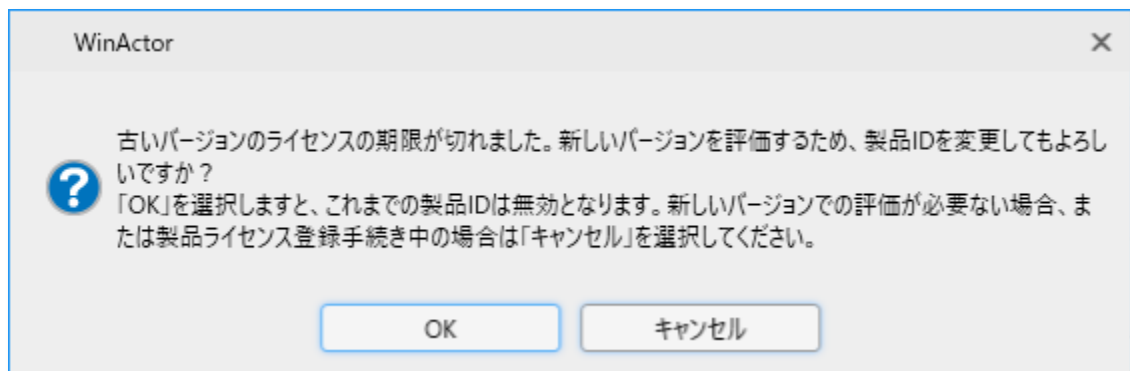 WinActor
古いバージョンのライセンスの期限が切れました。新しいバージョンを評価するため、製品IDを変更してもよろし
いですか？
「OK」を選択しますと、これまでの製品IDは無効となります。新しいバージョンでの評価が必要ない場合、ま
たは製品ライセンス登録手続き中の場合は「キャンセル」を選択してください。
OK キャンセル